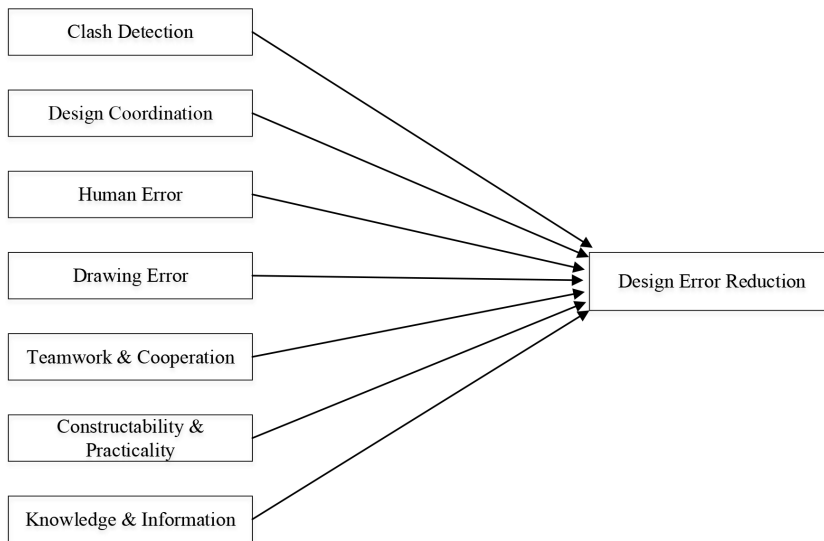 Clash Detection
Design Coordination
Human Error
Drawing Error
Design Error Reduction
Teamwork & Cooperation
Constructability &
Practicality
Knowledge & Information